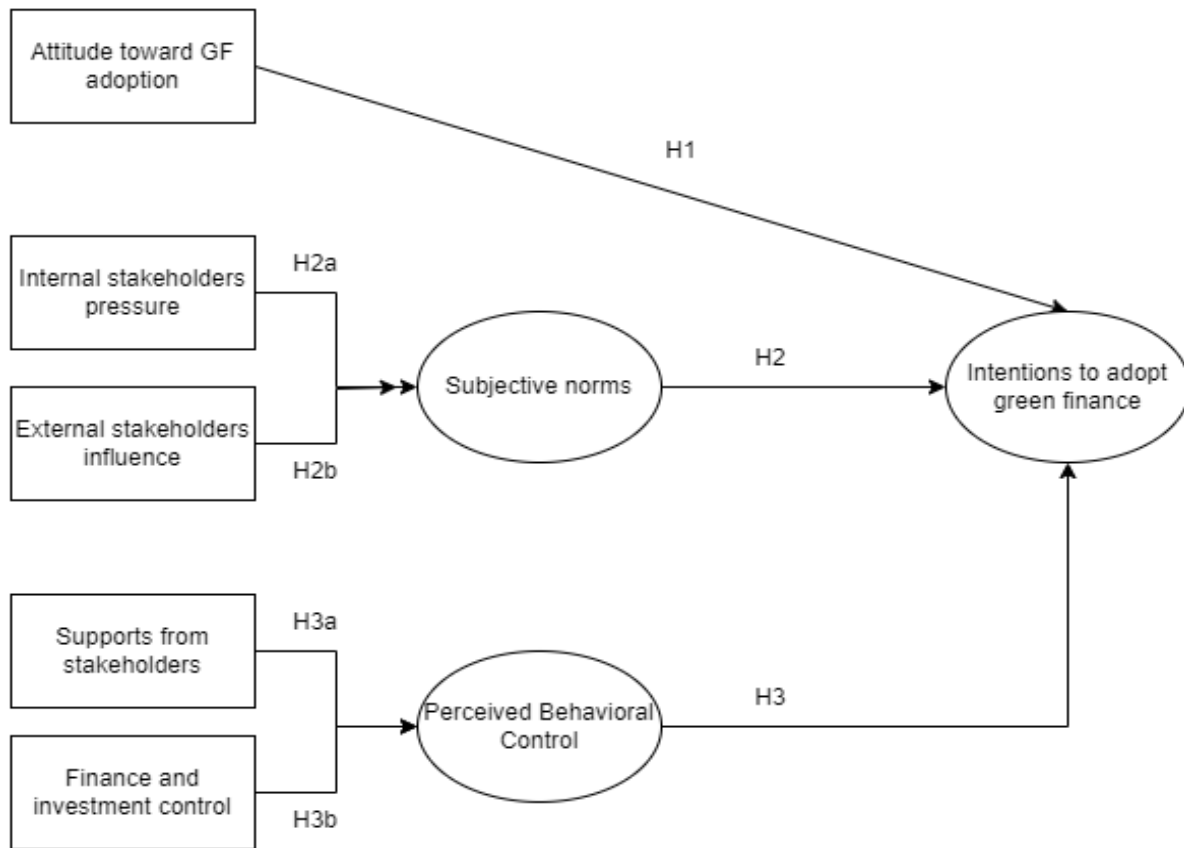 Attitude toward GF
adoption
H1
Internal stakeholders
pressure
H2a
External stakeholders
influence
H2b
Subjective norms
H2
Intentions to adopt
green finance
Supports from
stakeholders
H3a
Finance and
investment control
H3b
Perceived Behavioral
Control
H3